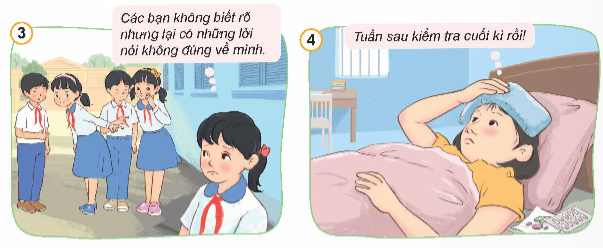 3
Các bạn không biết rõ
nhưng lại có những lời
nói không đúng về mình.
4
Tuần sau kiểm tra cuối kì rồi!